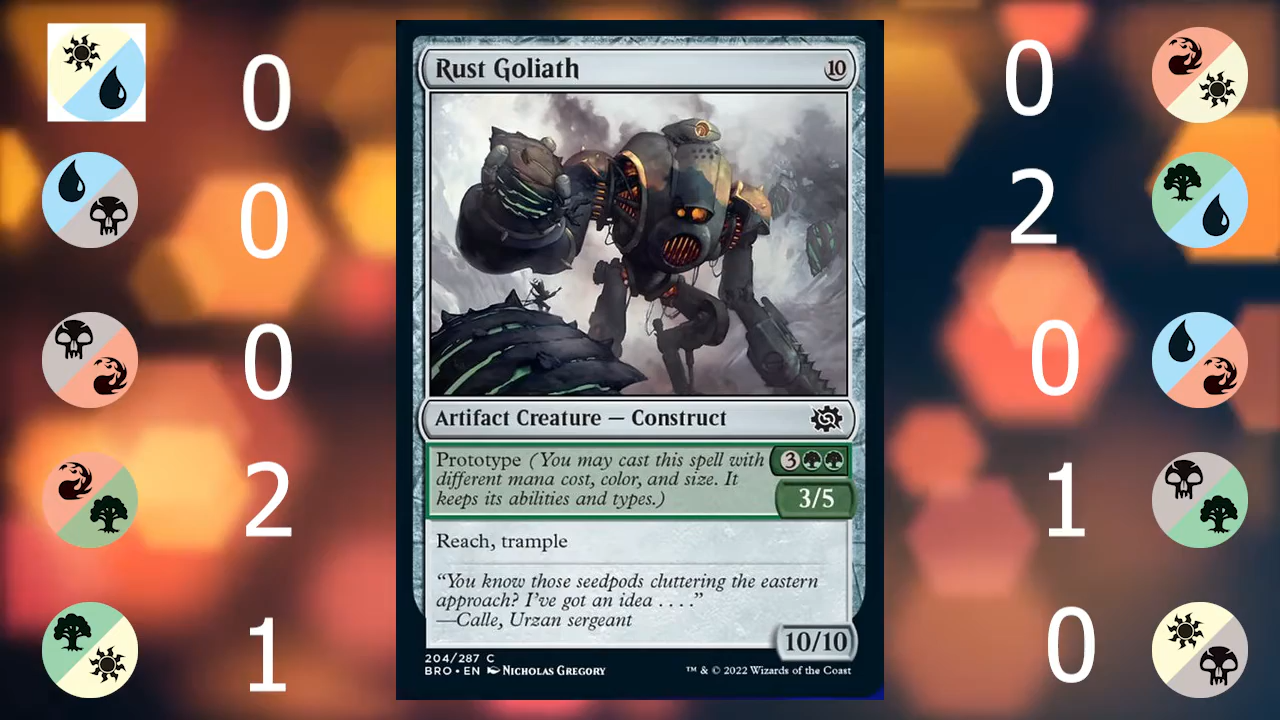 0
0
0
2
1
Rust Goliath 10
Artifact Creature — Construct
Prototype (You may cast this spell with 3
different mana cost, color, and size. It
keeps its abilities and types.) 3/5
Reach, trample
“You know those seedpods cluttering the eastern
approach? I’ve got an idea . . . .”
—Calle, Urzan sergeant
10/10
204/287 C
BRO • EN Nicholas Gregory ™ & © 2022 Wizards of the Coast
0
2
0
1
0